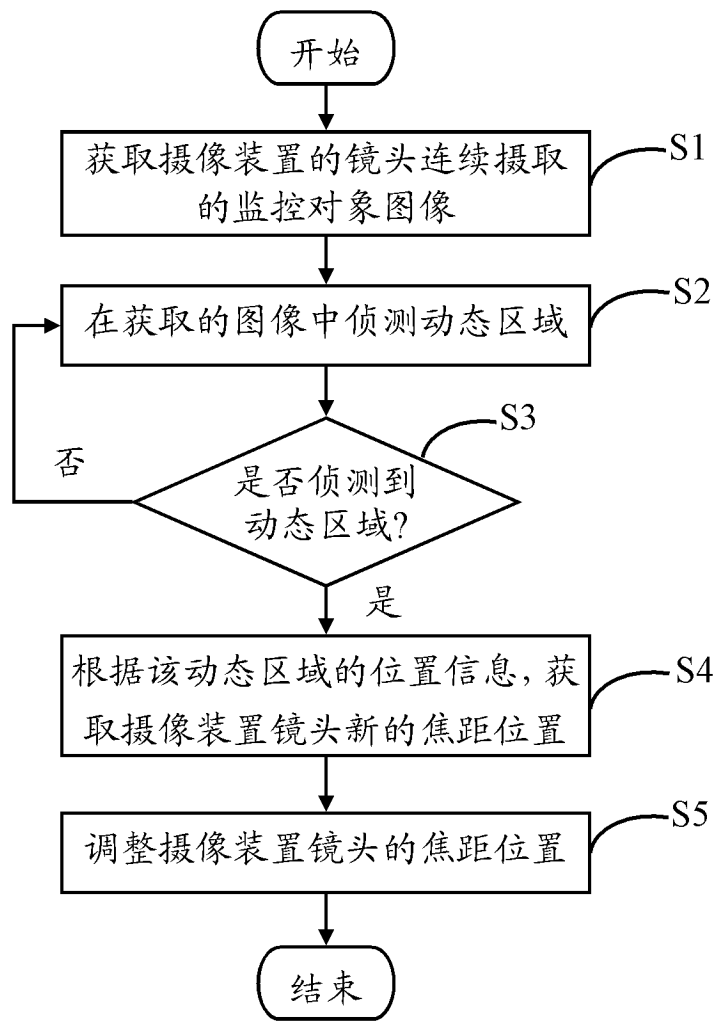 开始
获取摄像装置的镜头连续摄取
的监控对象图像
S1
在获取的图像中侦测动态区域
S2
是否侦测到
动态区域?
S3
否
是
根据该动态区域的位置信息,获
取摄像装置镜头新的焦距位置
S4
调整摄像装置镜头的焦距位置
S5
结束